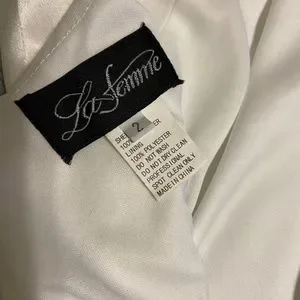 La Femme
2
100%
LINING
100% POLYESTER
DO NOT WASH
DO NOT DRY CLEAN
PROFESSIONAL
SPOT CLEAN ONLY
MADE IN CHINA